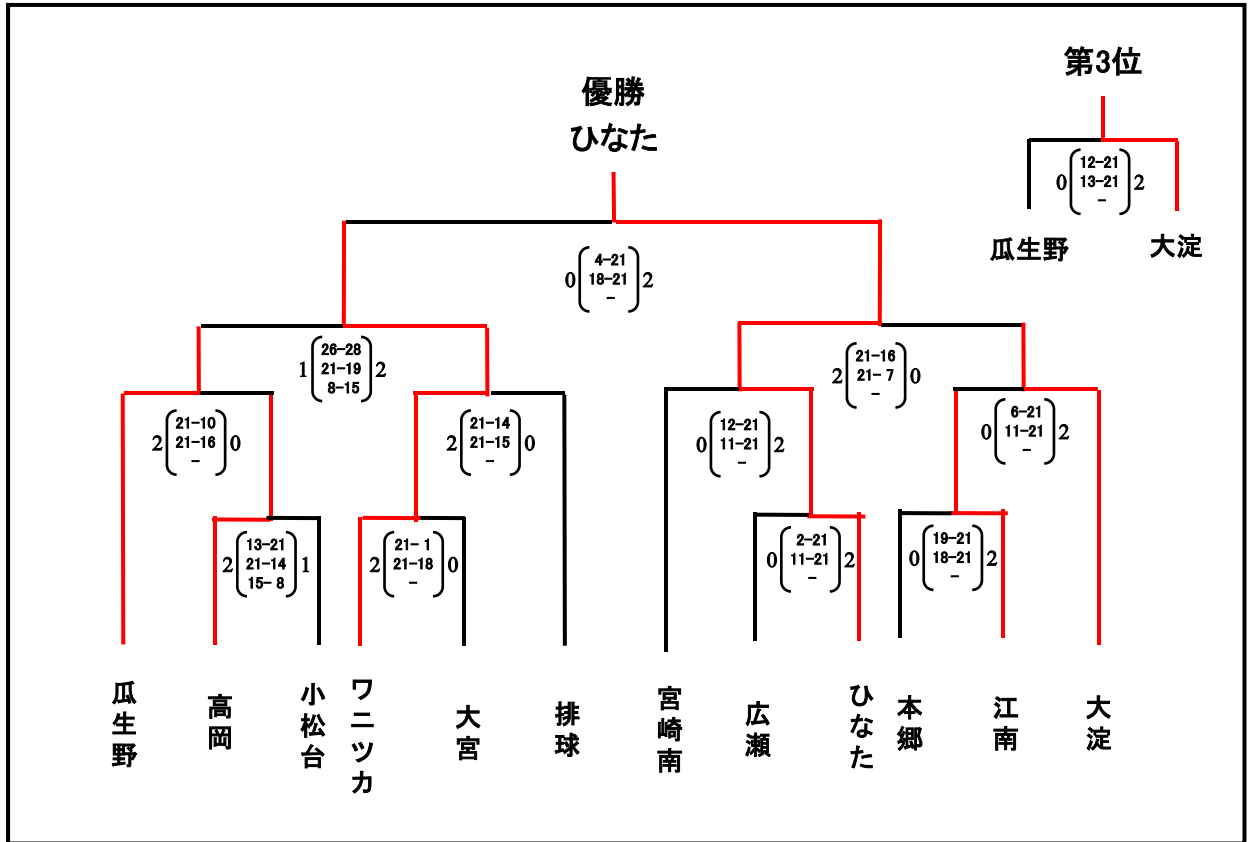 第3位
優勝
ひなた
12-21
0 13-21 2
-
瓜生野 大淀
4-21
0 18-21 2
-
26-28
1 21-19 2
8-15
21-16
2 21- 7 0
-
21-10
2 21-16 0
-
21-14
2 21-15 0
-
12-21
0 11-21 2
-
6-21
0 11-21 2
-
13-21
2 21-14 1
15- 8
21- 1
2 21-18 0
-
2-21
0 11-21 2
-
19-21
0 18-21 2
-
瓜生野
高岡
小松台
ワニツカ
大宮
排球
宮崎南
広瀬
ひなた
本郷
江南
大淀